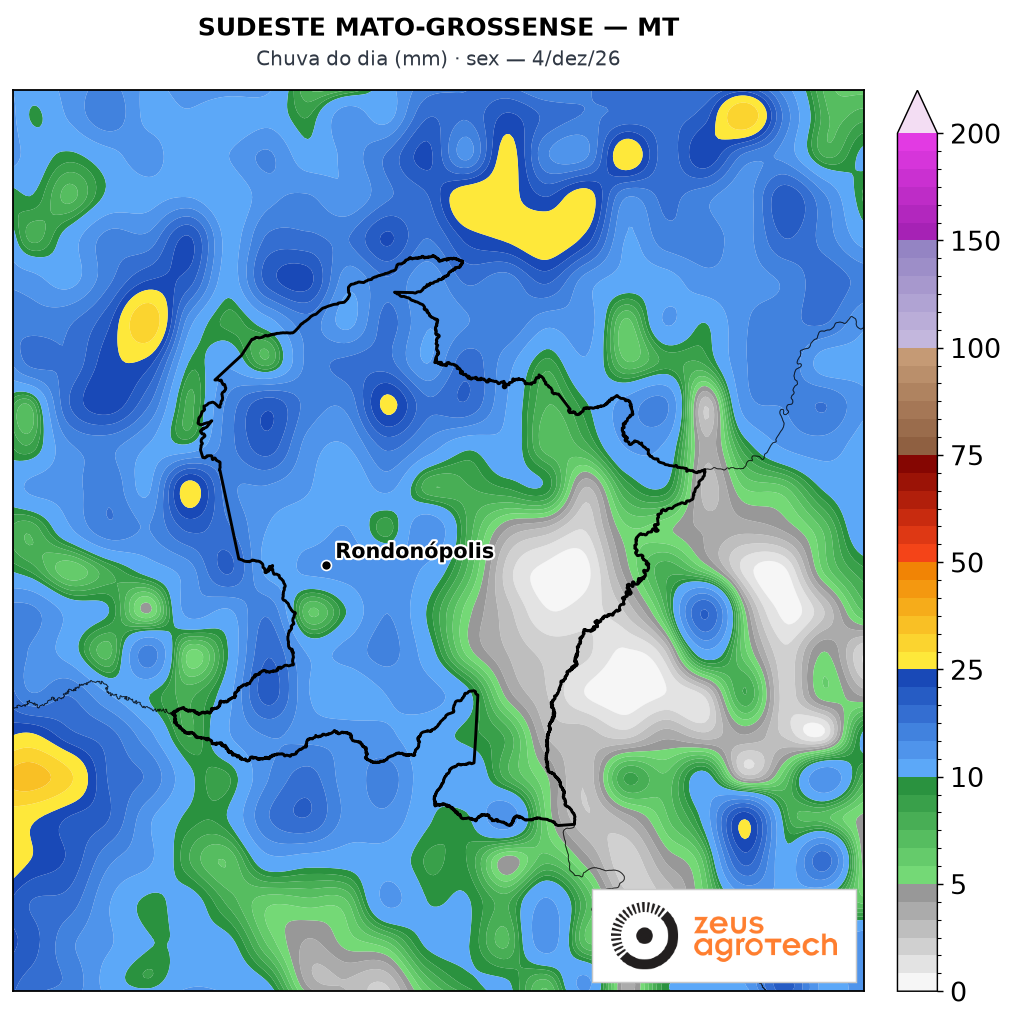 SUDESTE MATO-GROSSENSE — MT
Chuva do dia (mm) · sex — 4/dez/26
200
150
100
75
50
25
10
5
0
Rondonópolis
zeus
agrotech